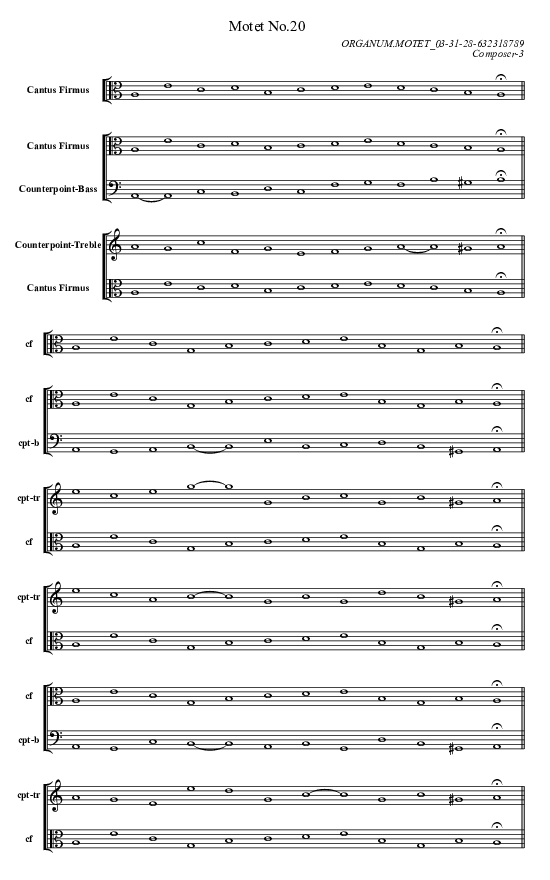 Motet No.20
ORGANUM.MOTET_03-31-28-632318789
Composer-3
Cantus Firmus
Cantus Firmus
Counterpoint-Bass
Counterpoint-Treble
Cantus Firmus
cf
cf
cpt-b
cpt-tr
cf
cpt-tr
cf
cf
cpt-b
cpt-tr
cf